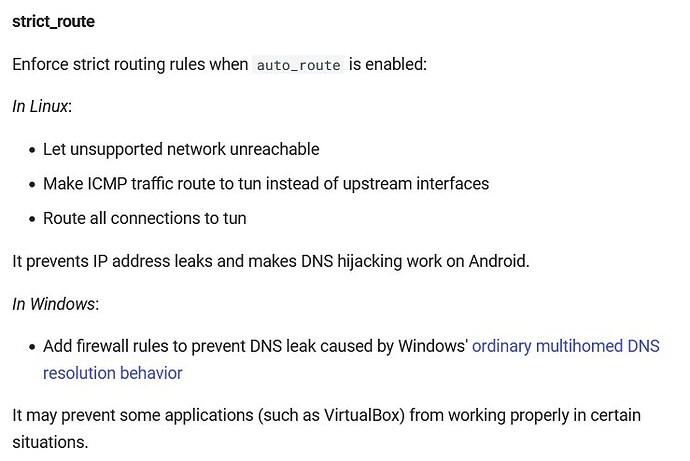 strict_route
Enforce strict routing rules when auto_route is enabled:
In Linux:
• Let unsupported network unreachable
• Make ICMP traffic route to tun instead of upstream interfaces
• Route all connections to tun
It prevents IP address leaks and makes DNS hijacking work on Android.
In Windows:
• Add firewall rules to prevent DNS leak caused by Windows' ordinary multihomed DNS
resolution behavior
It may prevent some applications (such as VirtualBox) from working properly in certain
situations.